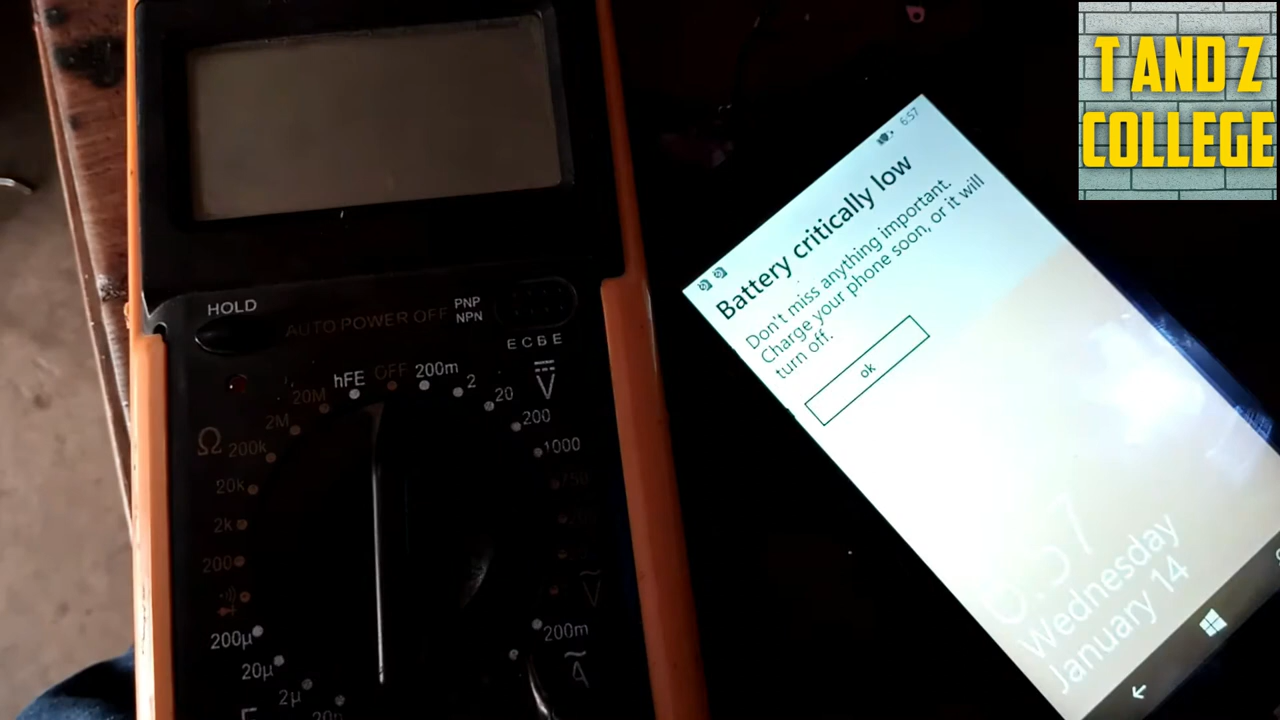 T AND Z
COLLEGE
HOLD
AUTO POWER OFF
PNP
NPN
E C B E
hFE
OFF
200m
2
20
200
1000
V
20M
2M
Ω
200k
20k
2k
200
200µ
20µ
2µ
200m
A
F
6:57
Battery critically low
Don't miss anything important.
Charge your phone soon, or it will
turn off.
ok
Wednesday
January 14